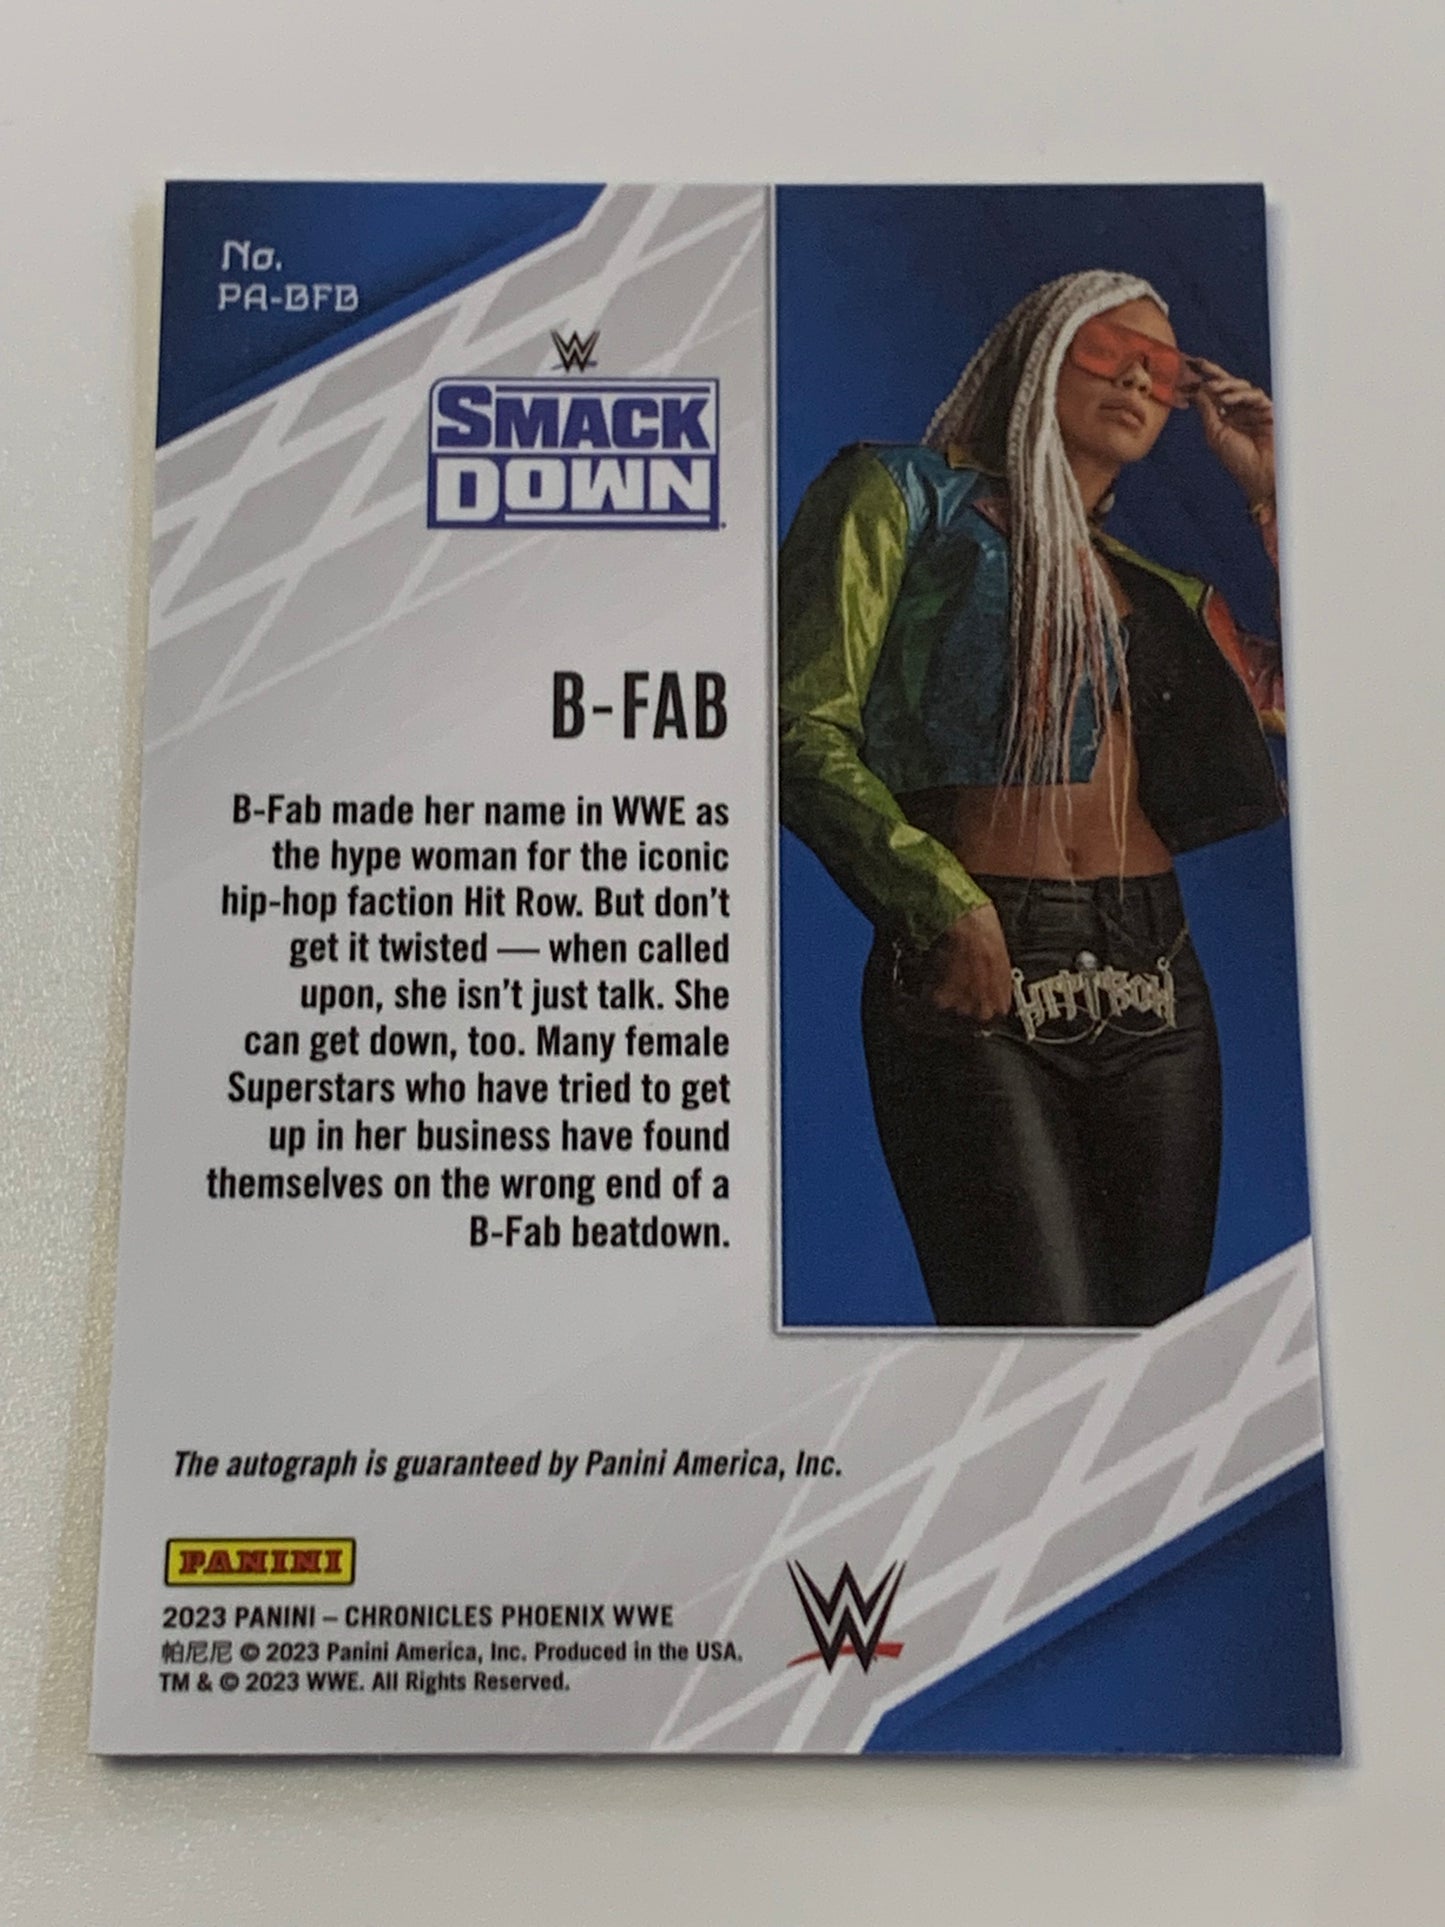 No.
PA-BFB
W
SMACK
DOWN
B-FAB
B-Fab made her name in WWE as
the hype woman for the iconic
hip-hop faction Hit Row. But don't
get it twisted — when called
upon, she isn't just talk. She
can get down, too. Many female
Superstars who have tried to get
up in her business have found
themselves on the wrong end of a
B-Fab beatdown.
HIT ROW
The autograph is guaranteed by Panini America, Inc.
PANINI
2023 PANINI – CHRONICLES PHOENIX WWE
帕尼尼 © 2023 Panini America, Inc. Produced in the USA.
TM & © 2023 WWE. All Rights Reserved.
W